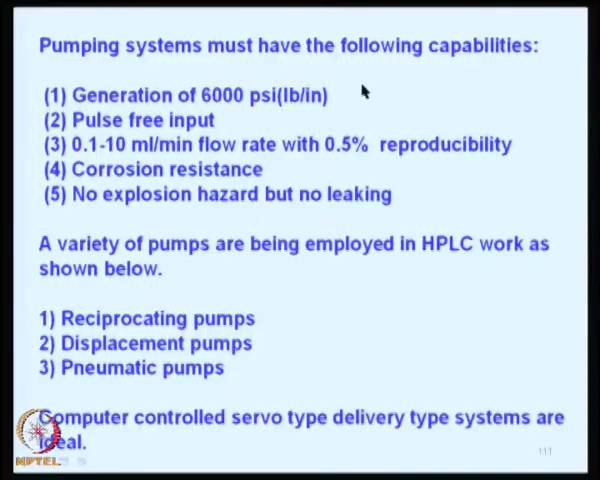 Pumping systems must have the following capabilities:
(1) Generation of 6000 psi(lb/in)
(2) Pulse free input
(3) 0.1-10 ml/min flow rate with 0.5% reproducibility
(4) Corrosion resistance
(5) No explosion hazard but no leaking
A variety of pumps are being employed in HPLC work as
shown below.
1) Reciprocating pumps
2) Displacement pumps
3) Pneumatic pumps
Computer controlled servo type delivery type systems are
ideal.
NPTEL
111